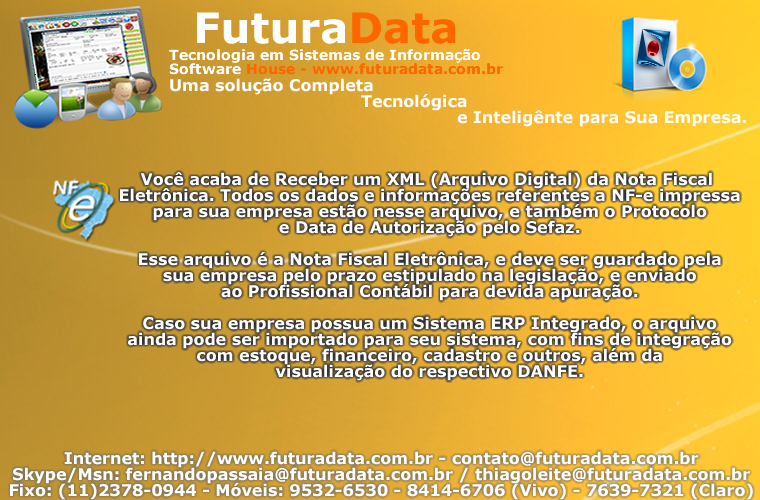 FuturaData
Tecnologia em Sistemas de Informação
Software House - www.futuradata.com.br
Uma solução Completa
Tecnológica
e Inteligênte para Sua Empresa.
NF
e
Você acaba de Receber um XML (Arquivo Digital) da Nota Fiscal
Eletrônica. Todos os dados e informações referentes a NF-e impressa
para sua empresa estão nesse arquivo, e também o Protocolo
e Data de Autorização pelo Sefaz.
Esse arquivo é a Nota Fiscal Eletrônica, e deve ser guardado pela
sua empresa pelo prazo estipulado na legislação, e enviado
ao Profissional Contábil para devida apuração.
Caso sua empresa possua um Sistema ERP Integrado, o arquivo
ainda pode ser importado para seu sistema, com fins de integração
com estoque, financeiro, cadastro e outros, além da
visualização do respectivo DANFE.
Internet: http://www.futuradata.com.br - contato@futuradata.com.br
Skype/Msn: fernandopassaia@futuradata.com.br / thiagoleite@futuradata.com.br
Fixo: (11)2378-0944 - Móveis: 9532-6530 - 8414-6706 (Vivo) - 7639-7321 (Claro)